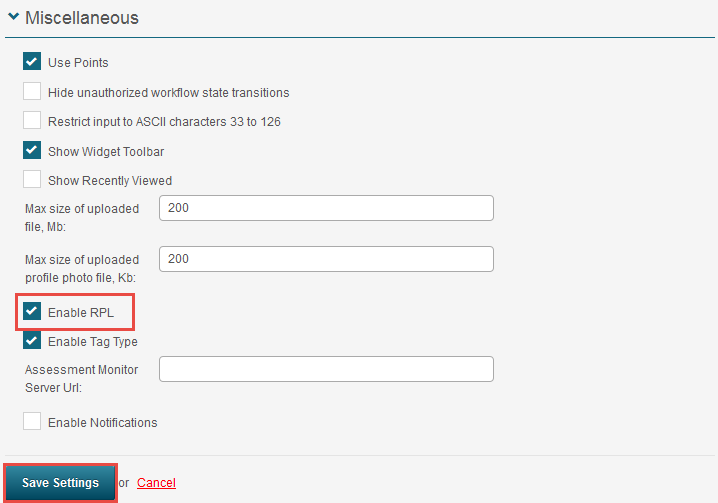 Miscellaneous
Use Points
Hide unauthorized workflow state transitions
Restrict input to ASCII characters 33 to 126
Show Widget Toolbar
Show Recently Viewed
Max size of uploaded
file, Mb:
200
Max size of uploaded
profile photo file, Kb:
200
Enable RPL
Enable Tag Type
Assessment Monitor
Server Url:
Enable Notifications
Save Settings or Cancel